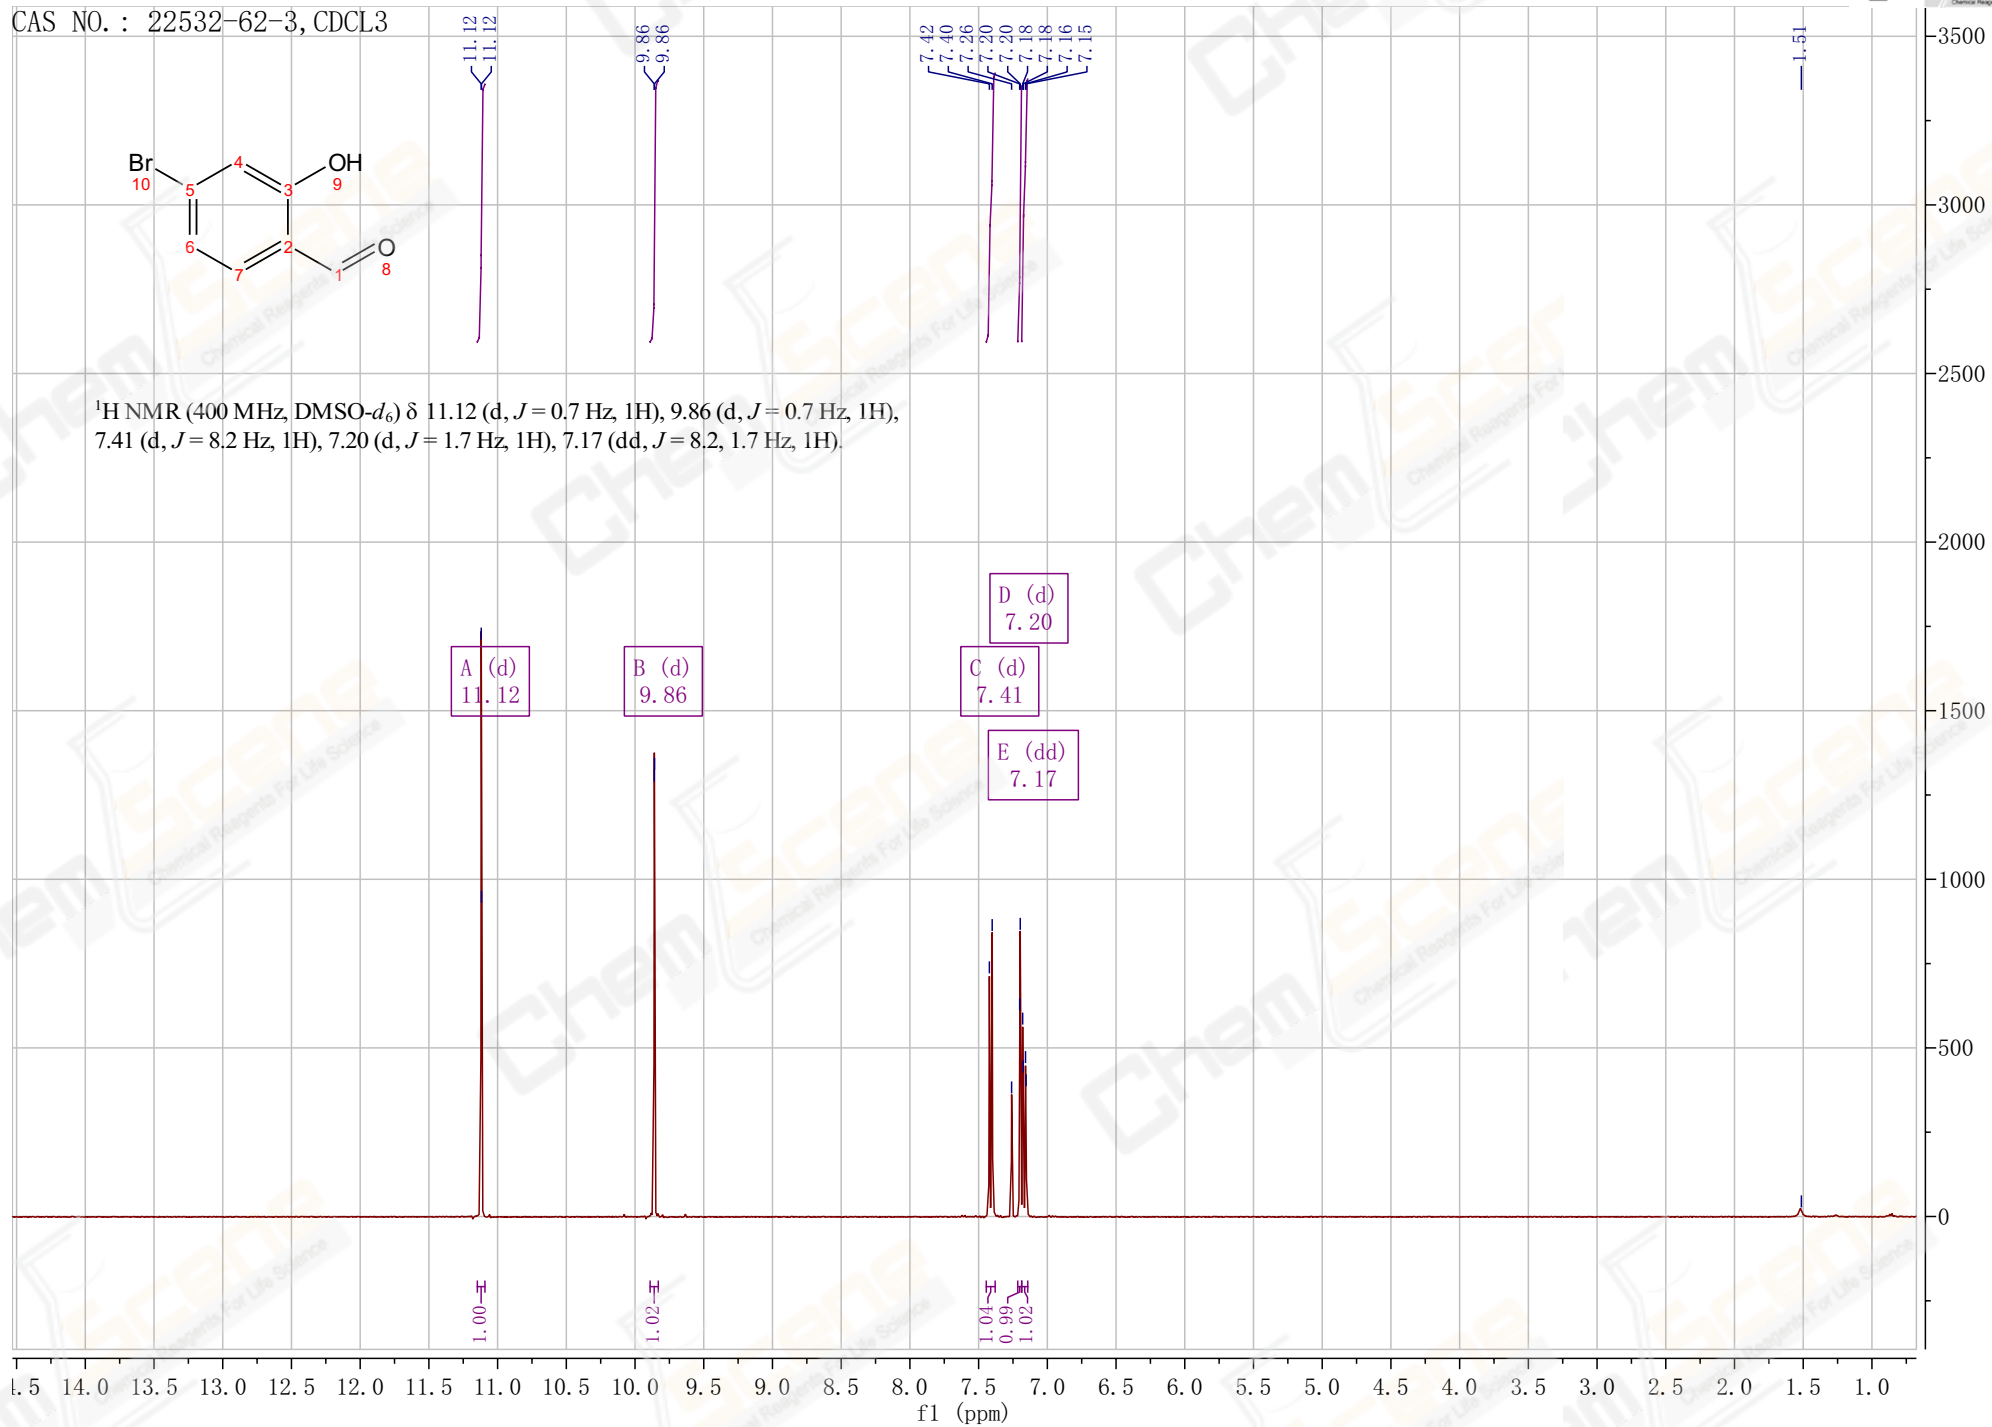 CAS NO.: 22532-62-3, CDCL3
11.12
11.12
9.86
9.86
7.42
7.40
7.26
7.20
7.20
7.18
7.18
7.16
7.15
1.51
3500
3000
2500
2000
1500
1000
500
0
Br
10
5
4
3
OH
9
6
7
2
1
O
8
¹H NMR (400 MHz, DMSO-d₆) δ 11.12 (d, J = 0.7 Hz, 1H), 9.86 (d, J = 0.7 Hz, 1H),
7.41 (d, J = 8.2 Hz, 1H), 7.20 (d, J = 1.7 Hz, 1H), 7.17 (dd, J = 8.2, 1.7 Hz, 1H).
D (d)
7.20
A (d)
11.12
B (d)
9.86
C (d)
7.41
E (dd)
7.17
1.00
1.02
1.04
0.99
1.02
14.0 13.5 13.0 12.5 12.0 11.5 11.0 10.5 10.0 9.5 9.0 8.5 8.0 7.5 7.0 6.5 6.0 5.5 5.0 4.5 4.0 3.5 3.0 2.5 2.0 1.5 1.0
f1 (ppm)
ChemScene
Chemical Reagents For Life Science